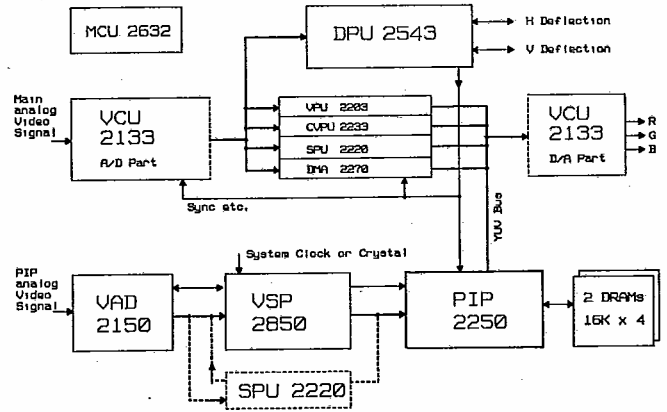 MCU 2632
DPU 2543
H Deflection
V Deflection
Main
analog
Video
Signal
VCU
2133
A/D Part
VPU 2203
CVPU 2233
SPU 2220
DMA 2270
VCU
2133
D/A Part
R
G
B
Sync etc.
YUV Bus
System Clock or Crystal
PIP
analog
Video
Signal
VAD
2150
VSP
2850
PIP
2250
2 DRAMs
16K x 4
SPU 2220